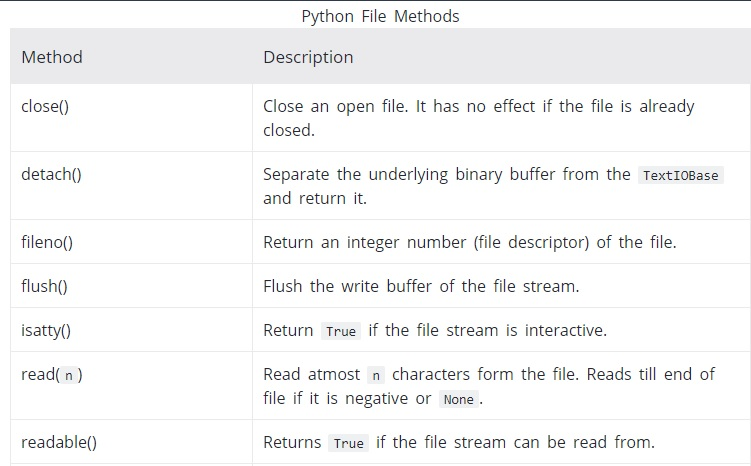 Python File Methods
Method Description
close() Close an open file. It has no effect if the file is already
closed.
detach() Separate the underlying binary buffer from the TextIOBase
and return it.
fileno() Return an integer number (file descriptor) of the file.
flush() Flush the write buffer of the file stream.
isatty() Return True if the file stream is interactive.
read( n ) Read atmost n characters form the file. Reads till end of
file if it is negative or None .
readable() Returns True if the file stream can be read from.